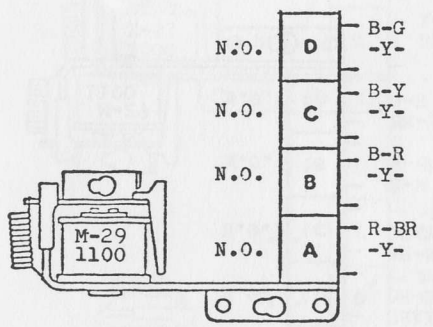 N.O. D B-G
-Y-
N.O. C B-Y
-Y-
N.O. B B-R
-Y-
N.O. A R-BR
-Y-
M-29
1100